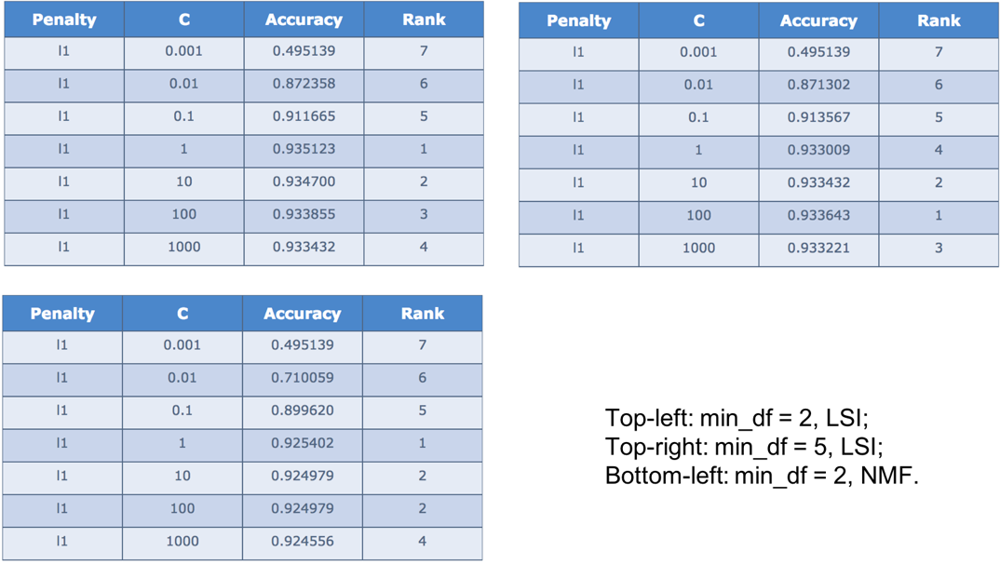 Penalty C Accuracy Rank
l1 0.001 0.495139 7
l1 0.01 0.872358 6
l1 0.1 0.911665 5
l1 1 0.935123 1
l1 10 0.934700 2
l1 100 0.933855 3
l1 1000 0.933432 4
Penalty C Accuracy Rank
l1 0.001 0.495139 7
l1 0.01 0.871302 6
l1 0.1 0.913567 5
l1 1 0.933009 4
l1 10 0.933432 2
l1 100 0.933643 1
l1 1000 0.933221 3
Penalty C Accuracy Rank
l1 0.001 0.495139 7
l1 0.01 0.710059 6
l1 0.1 0.899620 5
l1 1 0.925402 1
l1 10 0.924979 2
l1 100 0.924979 2
l1 1000 0.924556 4
Top-left: min_df = 2, LSI;
Top-right: min_df = 5, LSI;
Bottom-left: min_df = 2, NMF.